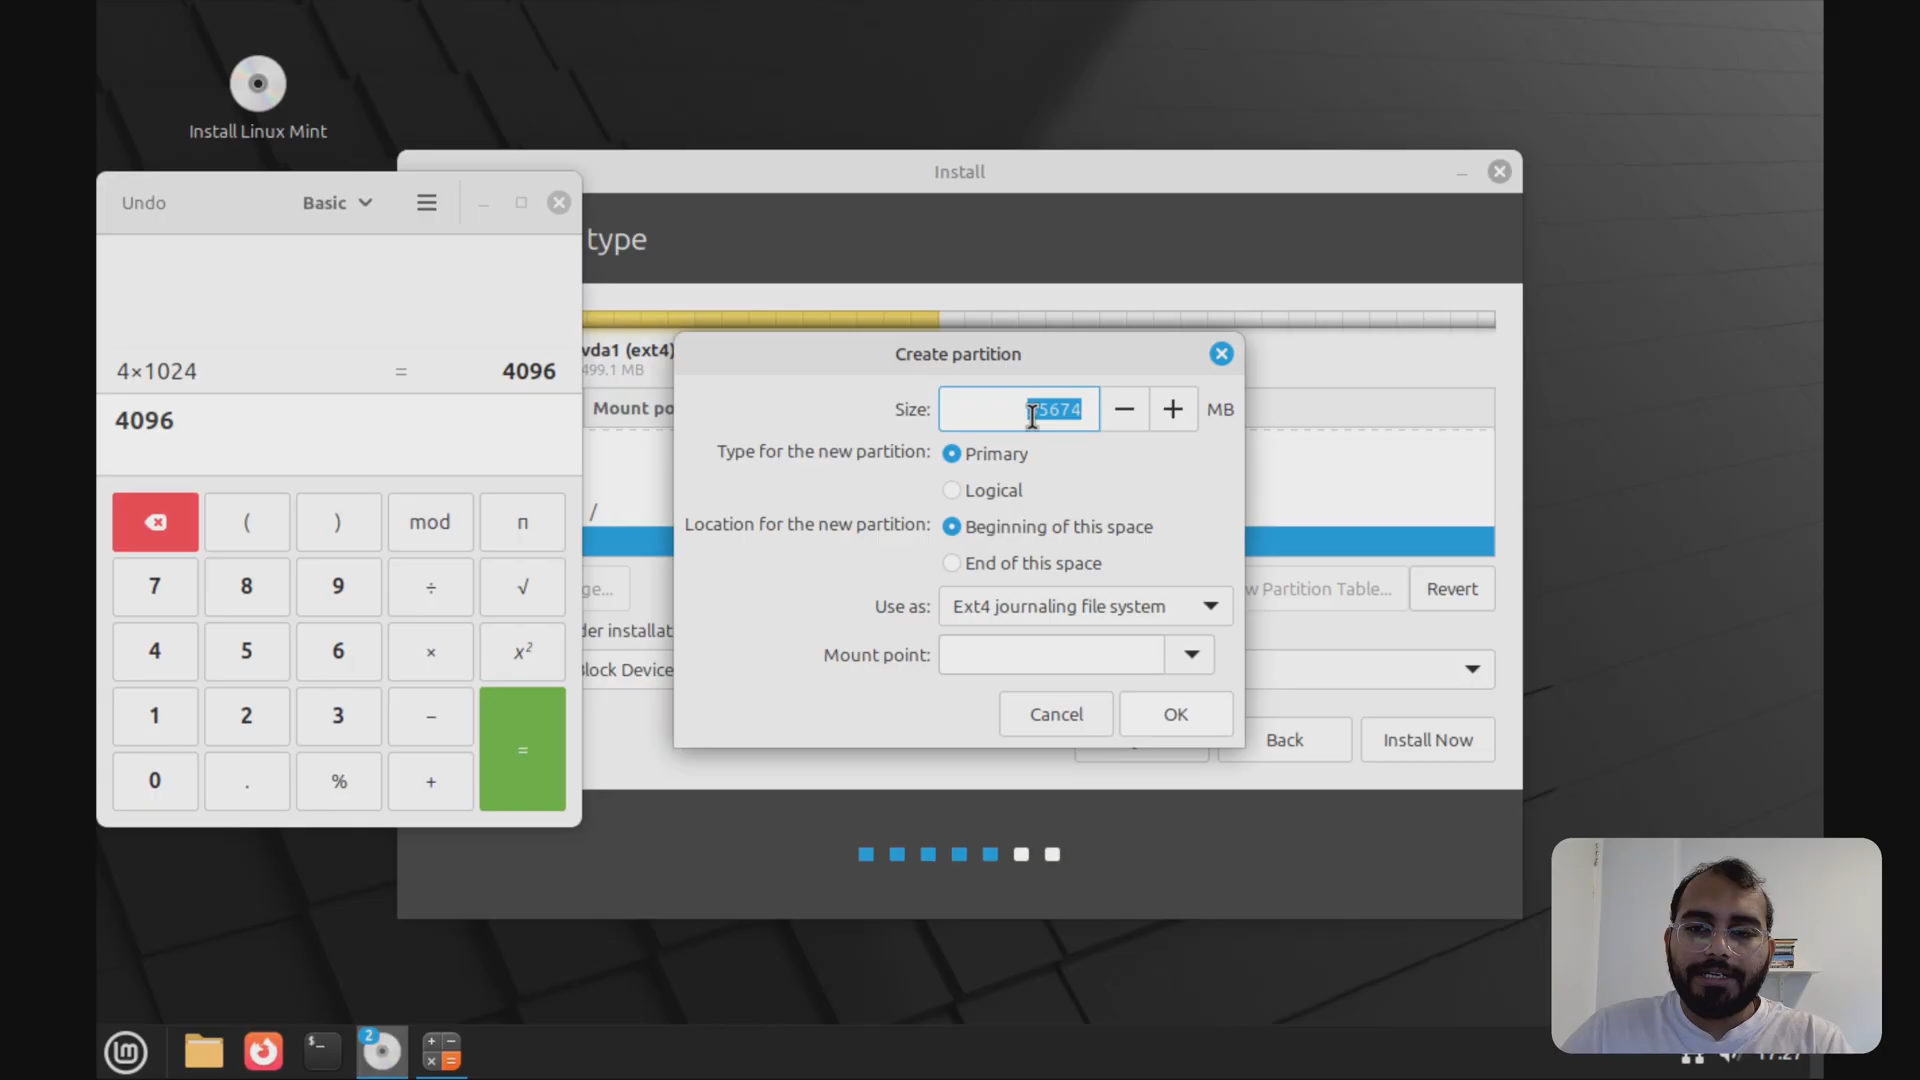 Install Linux Mint
Install
Undo
Basic
type
4×1024 = 4096
4096
mod
π
7 8 9 ÷ √
4 5 6 × x²
1 2 3 −
0 . % +
=
( )
vda1 (ext4)
499.1 MB
Mount po
/
ge...
der installat
Block Device
Create partition
Size: 5674 MB
Type for the new partition: Primary
Logical
Location for the new partition: Beginning of this space
End of this space
Use as: Ext4 journaling file system
Mount point:
Cancel OK
w Partition Table... Revert
Back Install Now
2